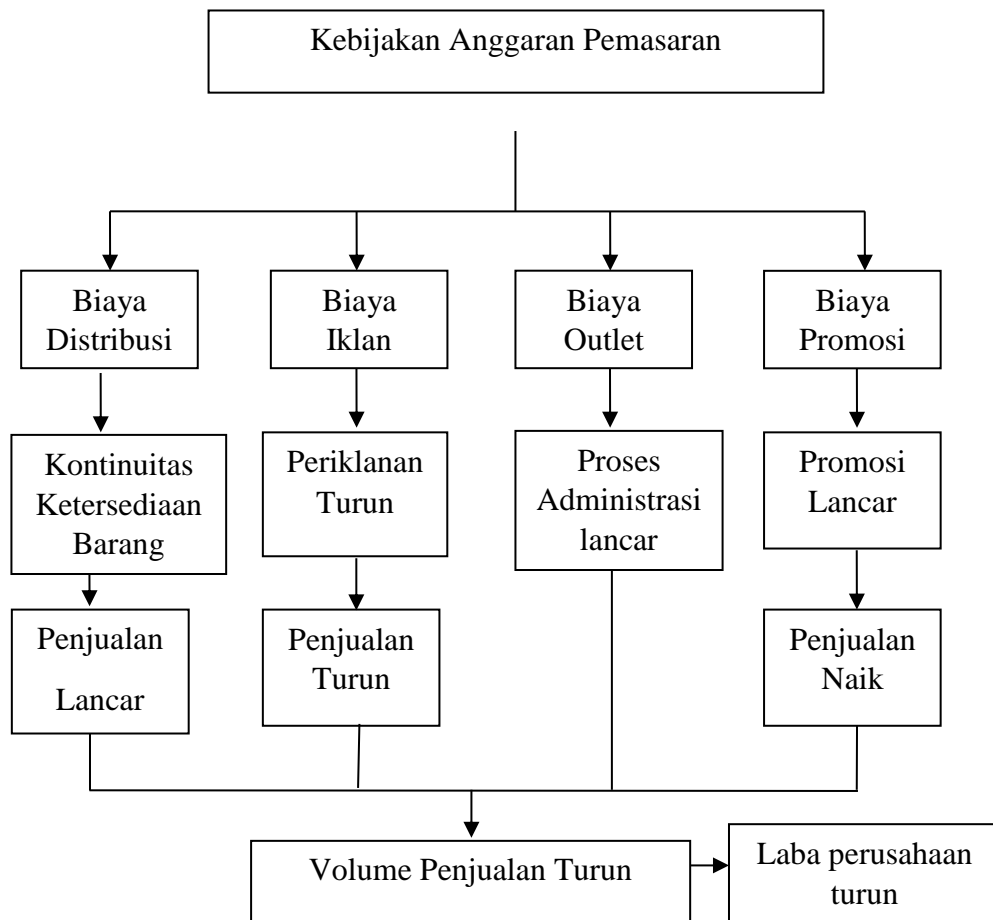 Kebijakan Anggaran Pemasaran
Biaya
Distribusi
Biaya
Iklan
Biaya
Outlet
Biaya
Promosi
Kontinuitas
Ketersediaan
Barang
Periklanan
Turun
Proses
Administrasi
lancar
Promosi
Lancar
Penjualan
Lancar
Penjualan
Turun
Penjualan
Naik
Volume Penjualan Turun
Laba perusahaan
turun